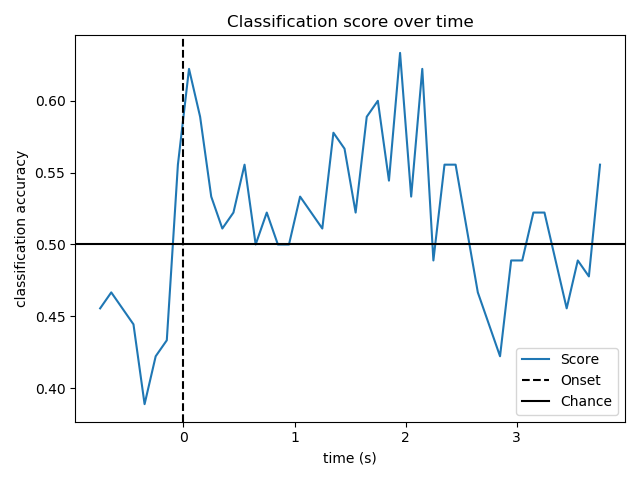 Classification score over time
classification accuracy
0.60
0.55
0.50
0.45
0.40
0
1
2
3
time (s)
Score
Onset
Chance